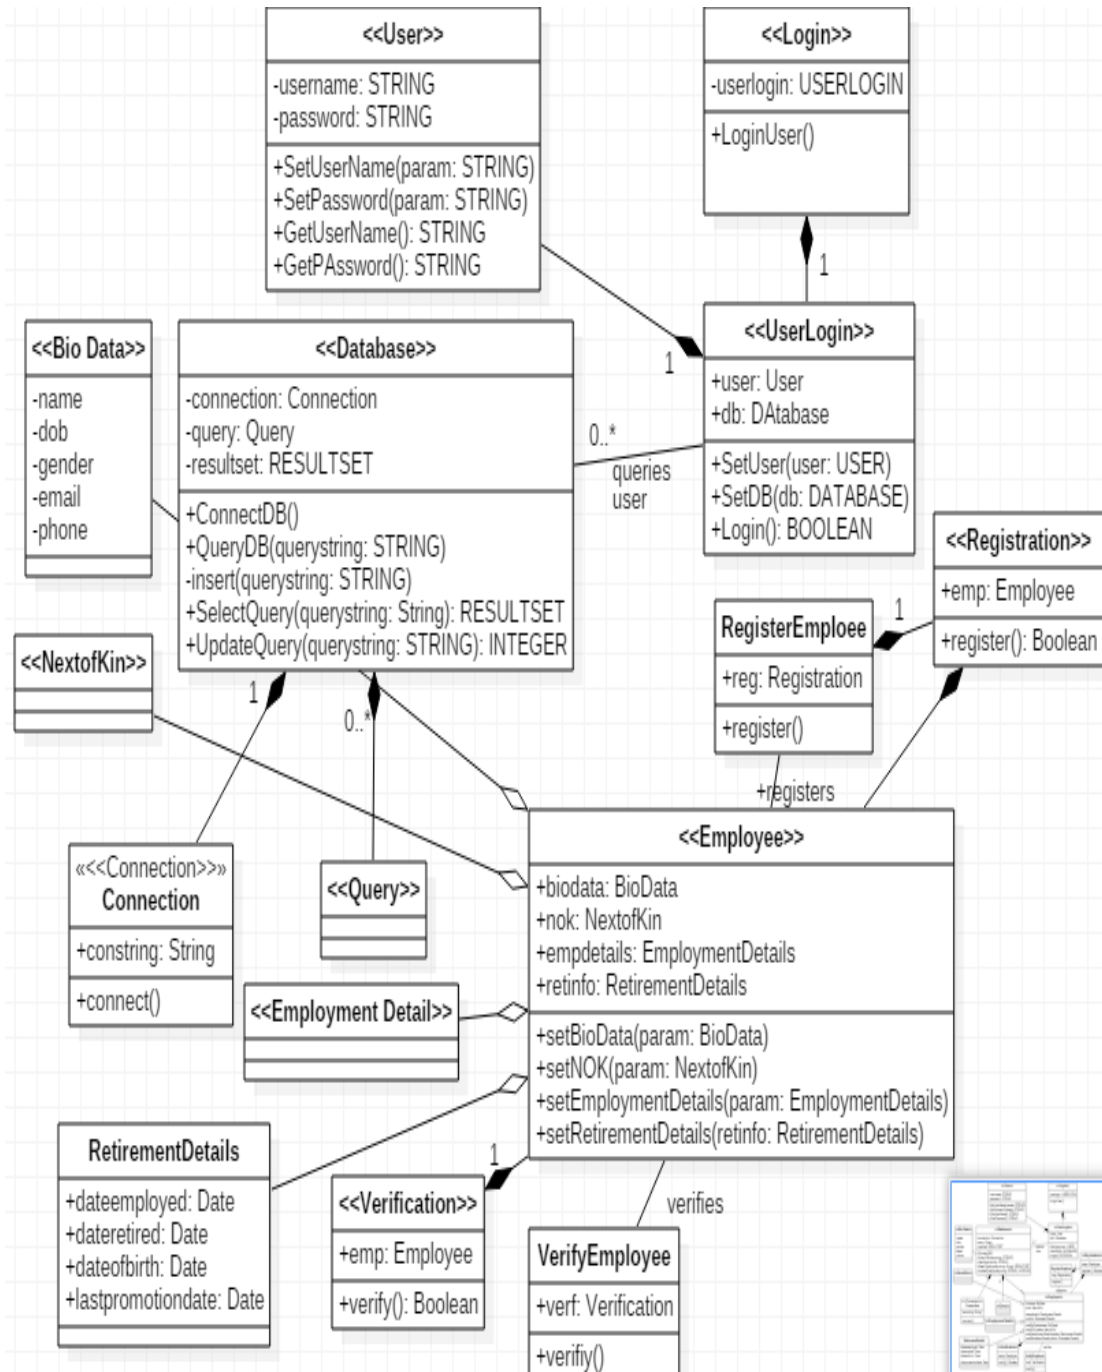 <<User>>
-username: STRING
-password: STRING
+SetUserName(param: STRING)
+SetPassword(param: STRING)
+GetUserName(): STRING
+GetPAssword(): STRING
<<Login>>
-userlogin: USERLOGIN
+LoginUser()
1
<<UserLogin>>
+user: User
+db: DAtabase
+SetUser(user: USER)
+SetDB(db: DATABASE)
+Login(): BOOLEAN
1
0..*
queries
user
<<Bio Data>>
-name
-dob
-gender
-email
-phone
<<Database>>
-connection: Connection
-query: Query
-resultset: RESULTSET
+ConnectDB()
+QueryDB(querystring: STRING)
-insert(querystring: STRING)
+SelectQuery(querystring: String): RESULTSET
+UpdateQuery(querystring: STRING): INTEGER
<<Registration>>
+emp: Employee
+register(): Boolean
1
RegisterEmploee
+reg: Registration
+register()
+registers
<<NextofKin>>
1
0..*
«<<Connection>>»
Connection
+constring: String
+connect()
<<Query>>
<<Employee>>
+biodata: BioData
+nok: NextofKin
+empdetails: EmploymentDetails
+retinfo: RetirementDetails
+setBioData(param: BioData)
+setNOK(param: NextofKin)
+setEmploymentDetails(param: EmploymentDetails)
+setRetirementDetails(retinfo: RetirementDetails)
<<Employment Detail>>
RetirementDetails
+dateemployed: Date
+dateretired: Date
+dateofbirth: Date
+lastpromotiondate: Date
1
<<Verification>>
+emp: Employee
+verify(): Boolean
verifies
VerifyEmployee
+verf: Verification
+verifiy()